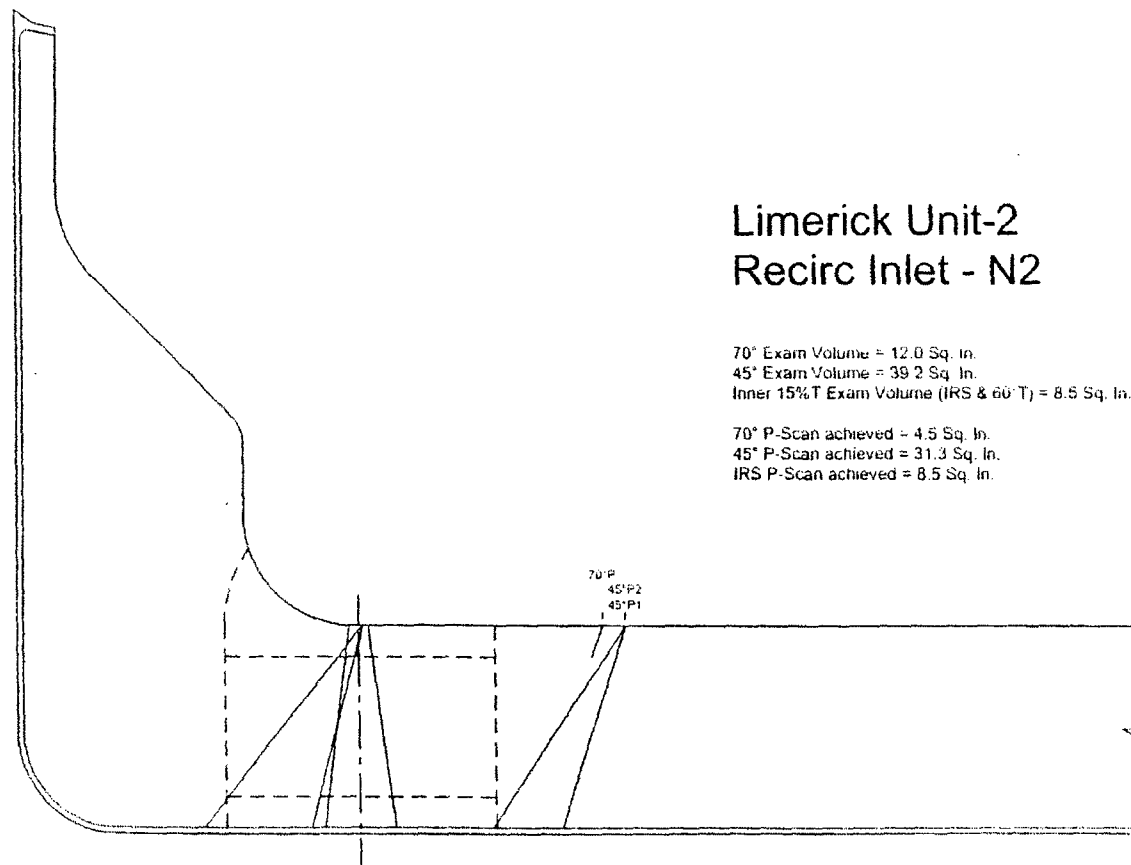 Limerick Unit-2
Recirc Inlet - N2
70° Exam Volume = 12.0 Sq. In.
45° Exam Volume = 39.2 Sq. In.
Inner 15%T Exam Volume (IRS & 60°T) = 8.5 Sq. In.
70° P-Scan achieved = 4.5 Sq. In.
45° P-Scan achieved = 31.3 Sq. In.
IRS P-Scan achieved = 8.5 Sq. In.
70°P
45°P2
45°P1